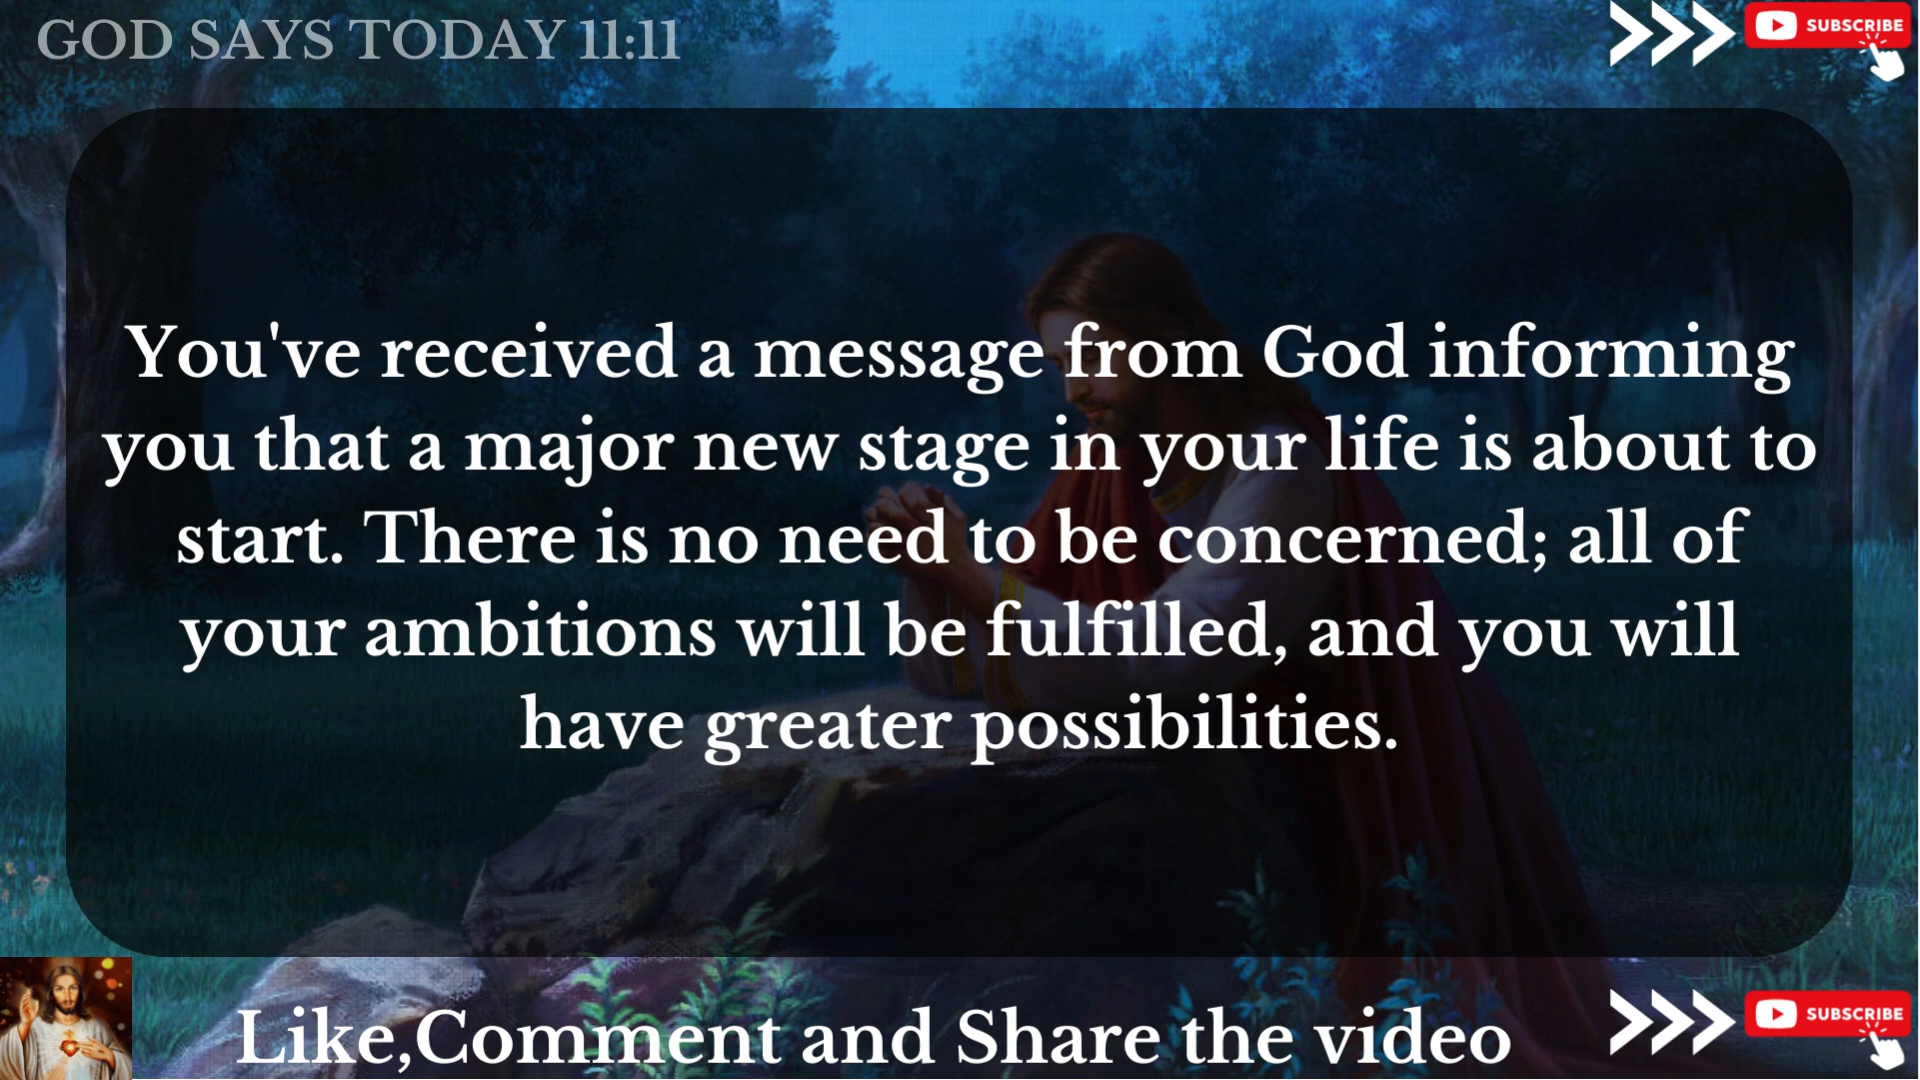 GOD SAYS TODAY 11:11
SUBSCRIBE
You've received a message from God informing
you that a major new stage in your life is about to
start. There is no need to be concerned; all of
your ambitions will be fulfilled, and you will
have greater possibilities.
Like,Comment and Share the video
SUBSCRIBE